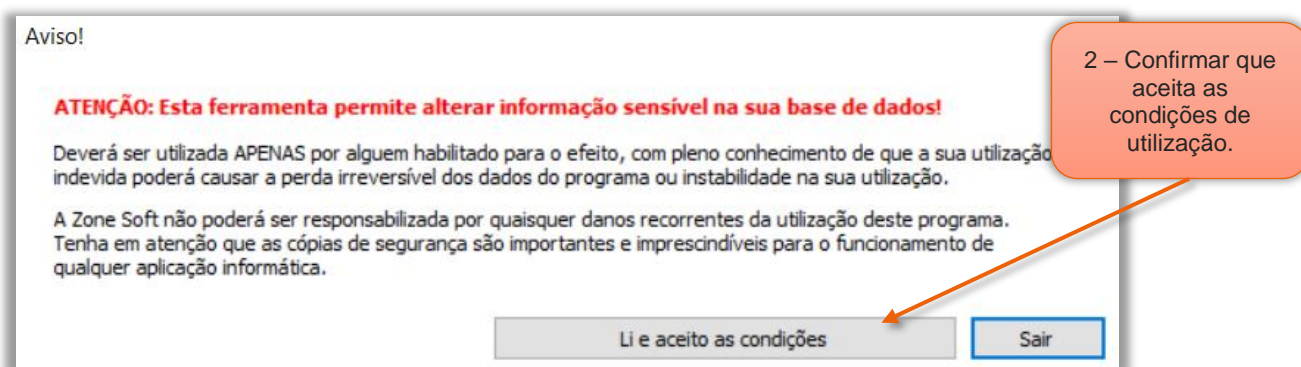 Aviso!
2 – Confirmar que
aceita as
condições de
utilização.
ATENÇÃO: Esta ferramenta permite alterar informação sensível na sua base de dados!
Deverá ser utilizada APENAS por alguem habilitado para o efeito, com pleno conhecimento de que a sua utilização
indevida poderá causar a perda irreversível dos dados do programa ou instabilidade na sua utilização.
A Zone Soft não poderá ser responsabilizada por quaisquer danos recorrentes da utilização deste programa.
Tenha em atenção que as cópias de segurança são importantes e imprescindíveis para o funcionamento de
qualquer aplicação informática.
Li e aceito as condições
Sair